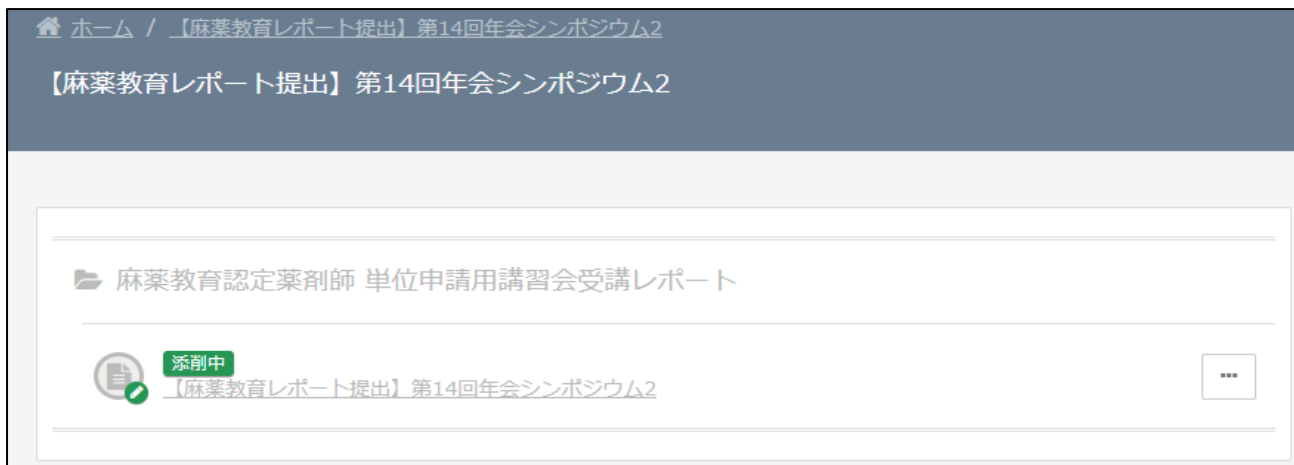 ホーム / 【麻薬教育レポート提出】第14回年会シンポジウム2
【麻薬教育レポート提出】第14回年会シンポジウム2
麻薬教育認定薬剤師 単位申請用講習会受講レポート
添削中
【麻薬教育レポート提出】第14回年会シンポジウム2